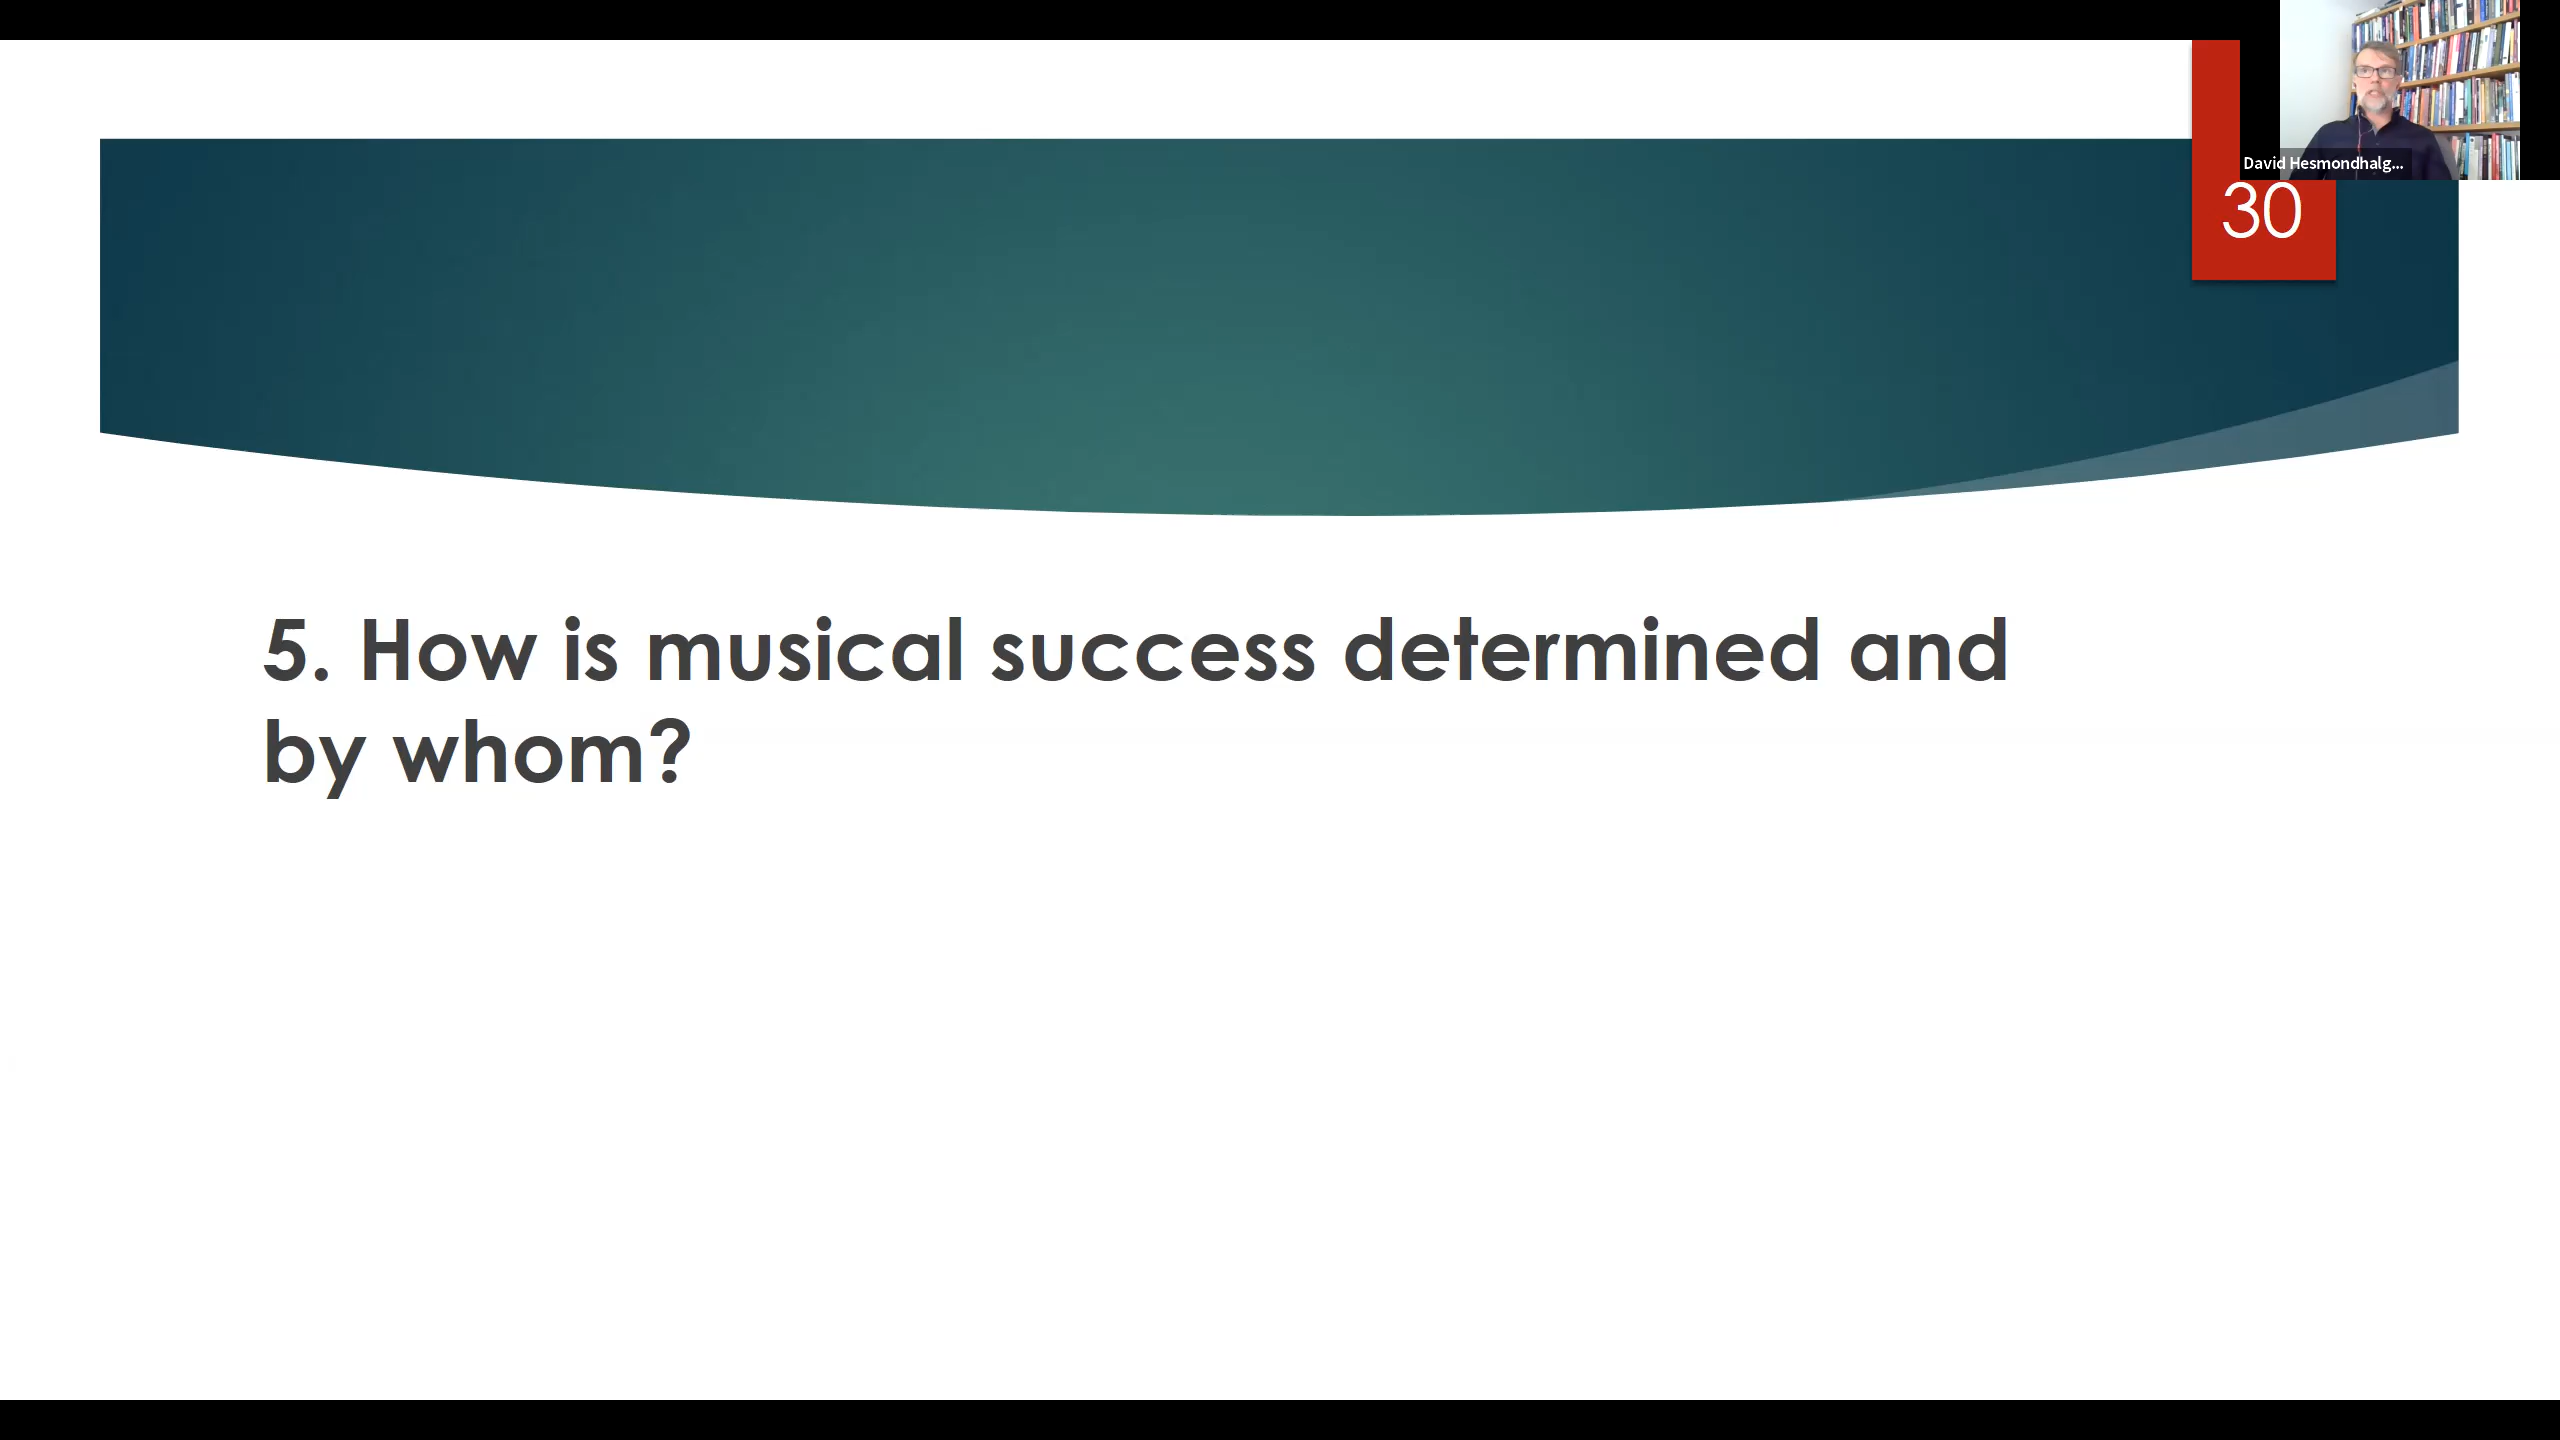 David Hesmondhalg...
30
5. How is musical success determined and
by whom?